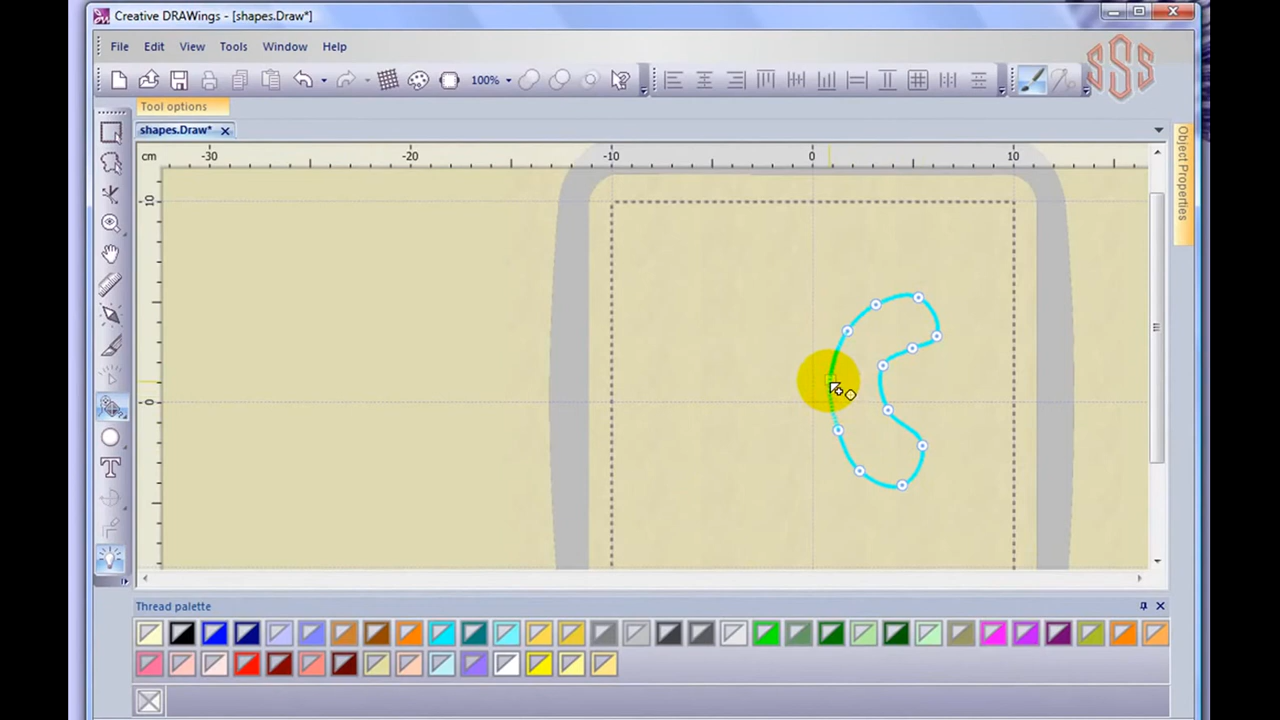 Creative DRAWings - [shapes.Draw*]
File Edit View Tools Window Help
SSS
100%
Tool options
shapes.Draw*
cm -30 -20 -10 0 10
10
0
Object Properties
Thread palette